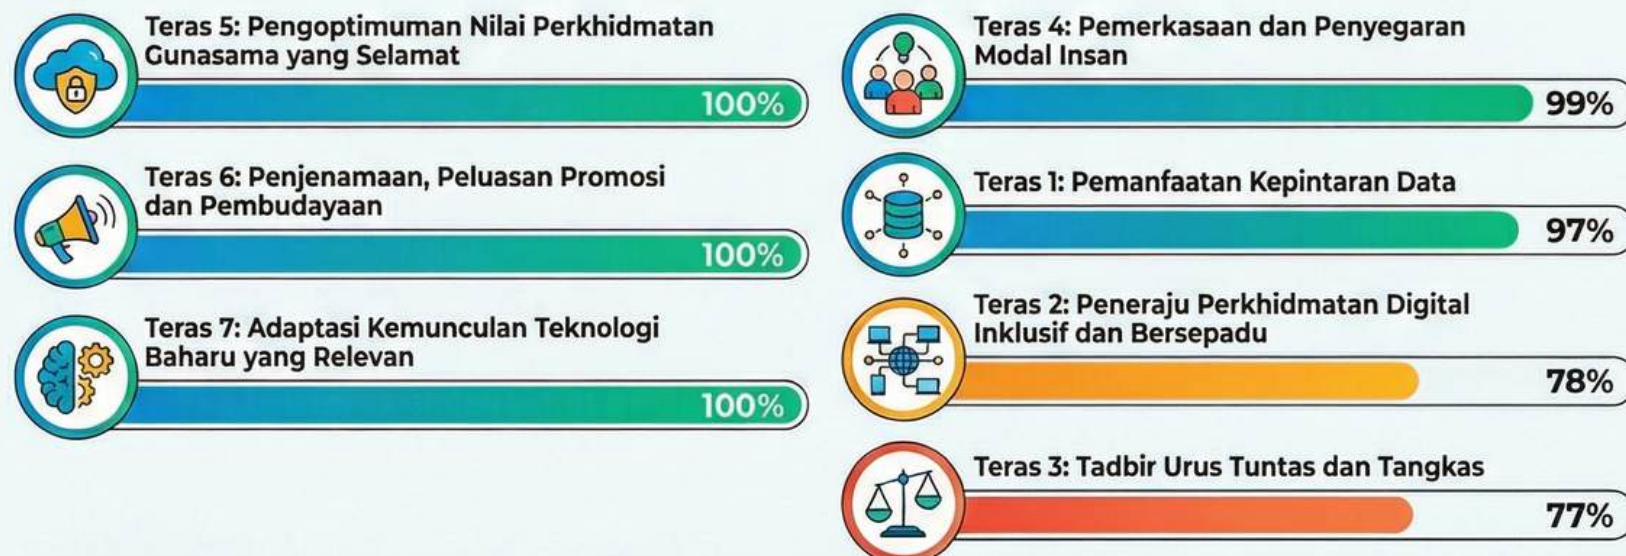 Teras 5: Pengoptimuman Nilai Perkhidmatan
Gunasama yang Selamat
100%
Teras 6: Penjenamaan, Peluasan Promosi
dan Pembudayaan
100%
Teras 7: Adaptasi Kemunculan Teknologi
Baharu yang Relevan
100%
Teras 4: Pemerkasaan dan Penyegaran
Modal Insan
99%
Teras 1: Pemanfaatan Kepintaran Data
97%
Teras 2: Peneraju Perkhidmatan Digital
Inklusif dan Bersepadu
78%
Teras 3: Tadbir Urus Tuntas dan Tangkas
77%